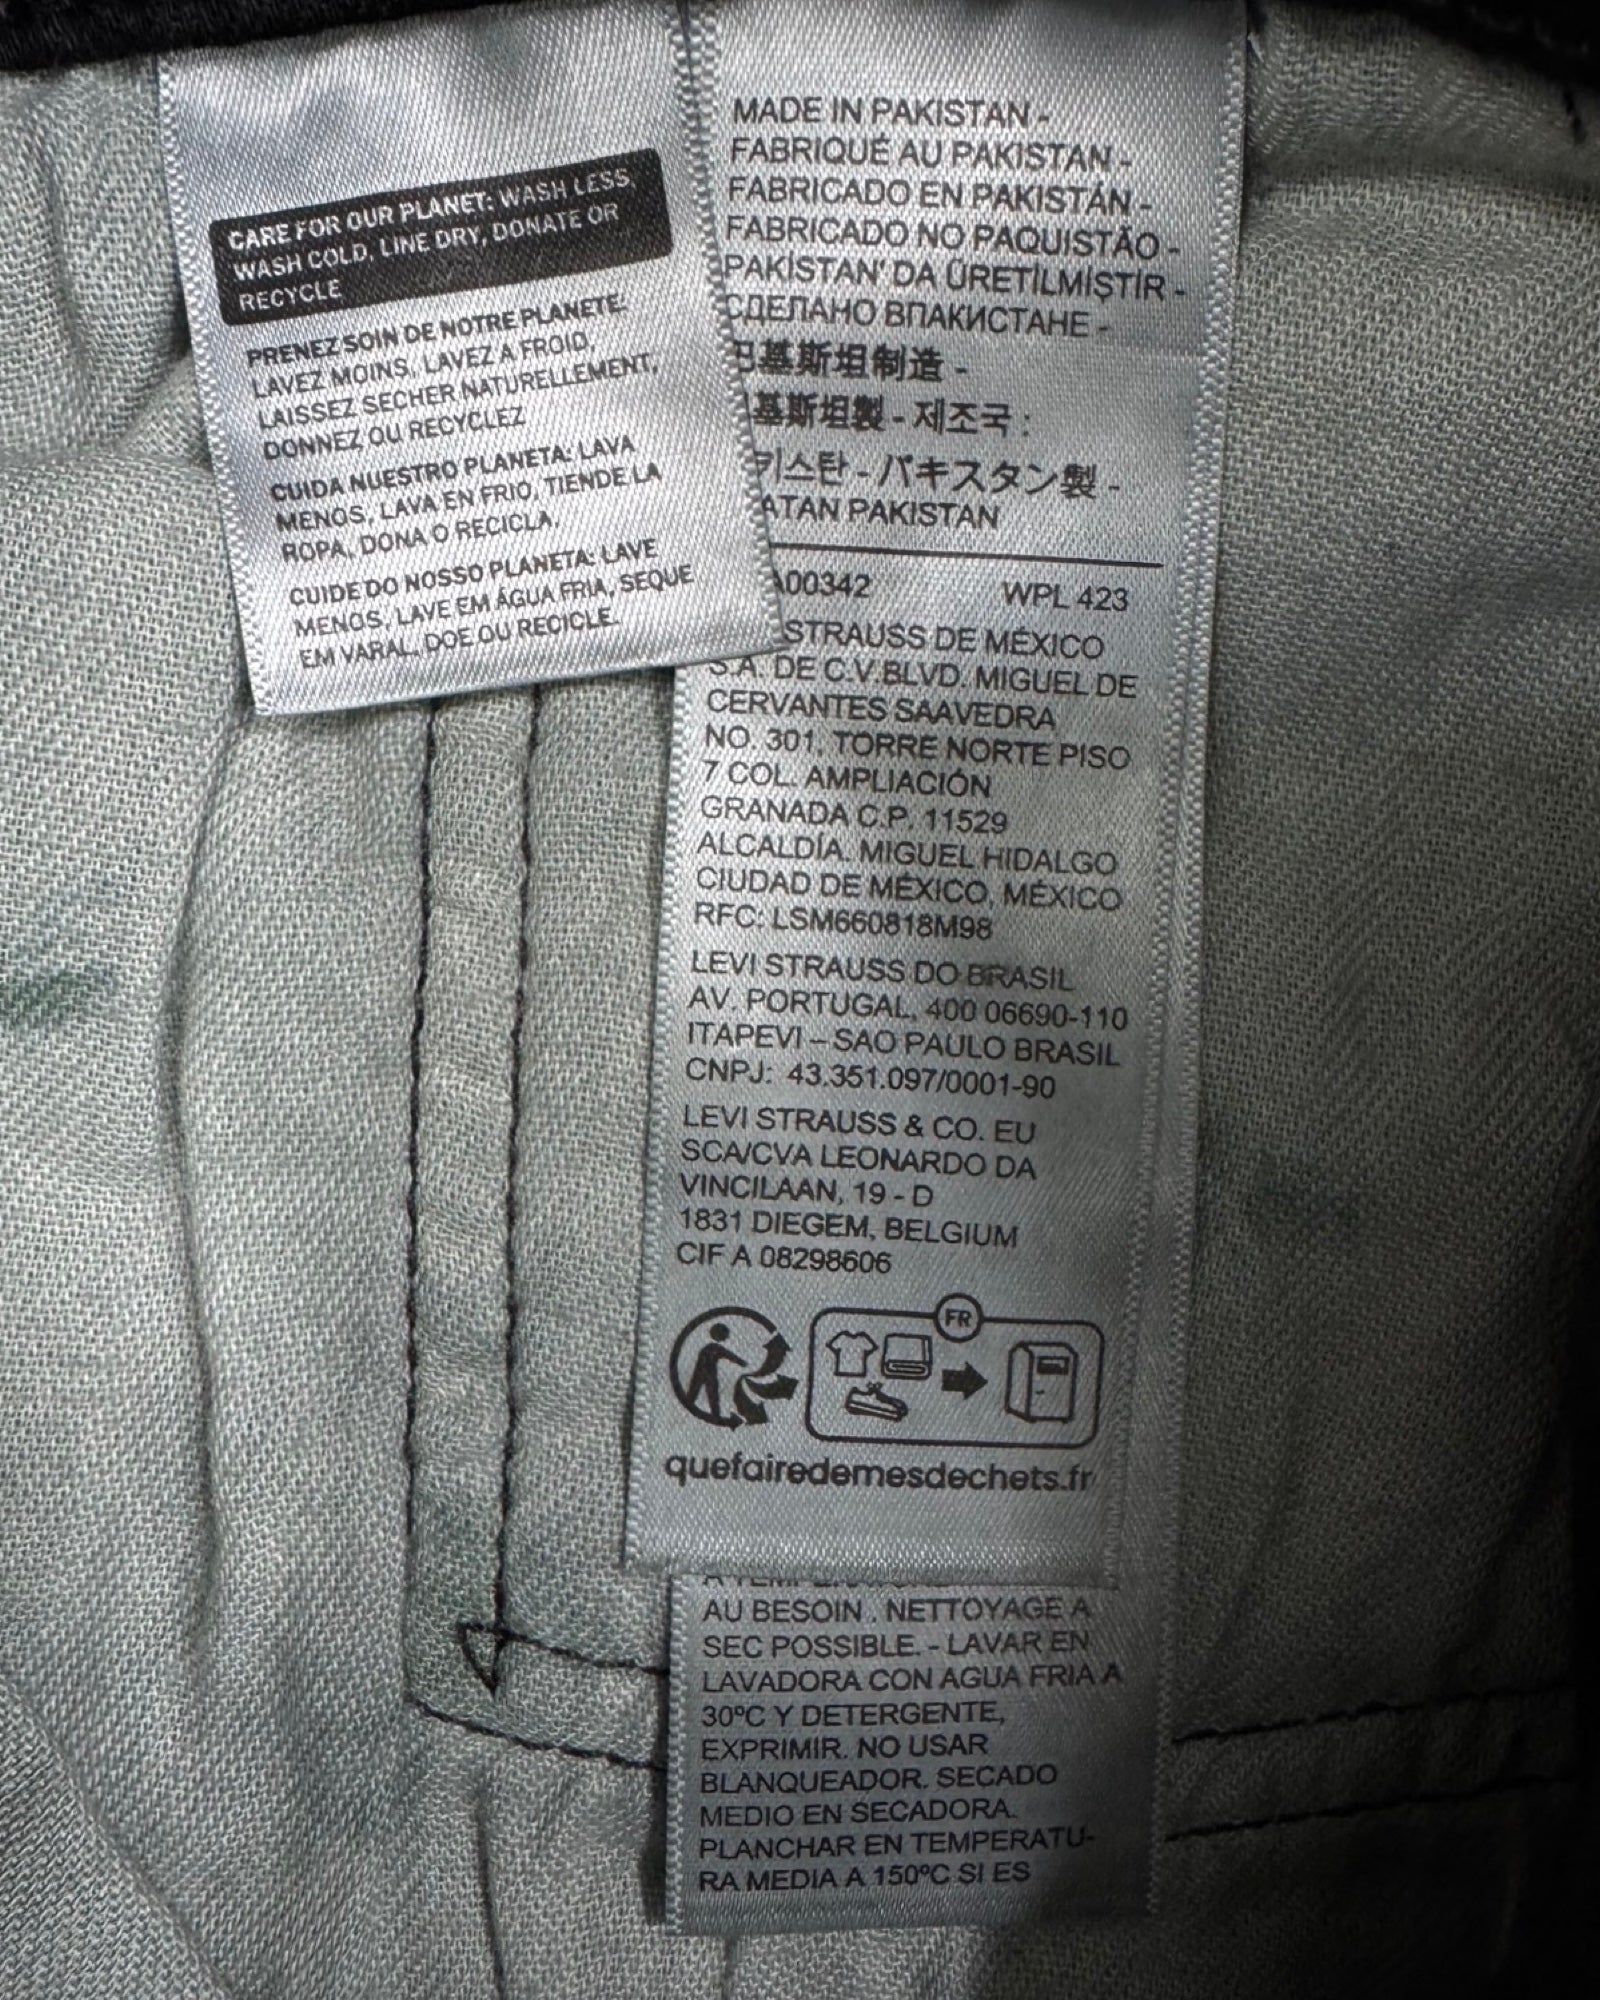 CARE FOR OUR PLANET: WASH LESS,
WASH COLD, LINE DRY, DONATE OR
RECYCLE
PRENEZ SOIN DE NOTRE PLANETE:
LAVEZ MOINS, LAVEZ A FROID,
LAISSEZ SECHER NATURELLEMENT,
DONNEZ OU RECYCLEZ
CUIDA NUESTRO PLANETA: LAVA
MENOS, LAVA EN FRIO, TIENDE LA
ROPA, DONA O RECICLA.
CUIDE DO NOSSO PLANETA: LAVE
MENOS, LAVE EM ÁGUA FRIA, SEQUE
EM VARAL, DOE OU RECICLE.
MADE IN PAKISTAN -
FABRIQUÉ AU PAKISTAN -
FABRICADO EN PAKISTÁN -
FABRICADO NO PAQUISTÃO -
PAKİSTAN' DA ÜRETİLMİŞTİR -
СДЕЛАНО ВПАКИСТАНЕ -
巴基斯坦制造 -
基斯坦製 - 제조국 :
키스탄 - パキスタン製 -
ATAN PAKISTAN
A00342 WPL 423
STRAUSS DE MÉXICO
S.A. DE C.V.BLVD. MIGUEL DE
CERVANTES SAAVEDRA
NO. 301, TORRE NORTE PISO
7 COL. AMPLIACIÓN
GRANADA C.P. 11529
ALCALDÍA. MIGUEL HIDALGO
CIUDAD DE MÉXICO, MÉXICO
RFC: LSM660818M98
LEVI STRAUSS DO BRASIL
AV. PORTUGAL, 400 06690-110
ITAPEVI – SAO PAULO BRASIL
CNPJ: 43.351.097/0001-90
LEVI STRAUSS & CO. EU
SCA/CVA LEONARDO DA
VINCILAAN, 19 - D
1831 DIEGEM, BELGIUM
CIF A 08298606
FR
quefairedemesdechets.fr
AU BESOIN . NETTOYAGE A
SEC POSSIBLE. - LAVAR EN
LAVADORA CON AGUA FRIA A
30ºC Y DETERGENTE,
EXPRIMIR. NO USAR
BLANQUEADOR. SECADO
MEDIO EN SECADORA.
PLANCHAR EN TEMPERATU-
RA MEDIA A 150ºC SI ES